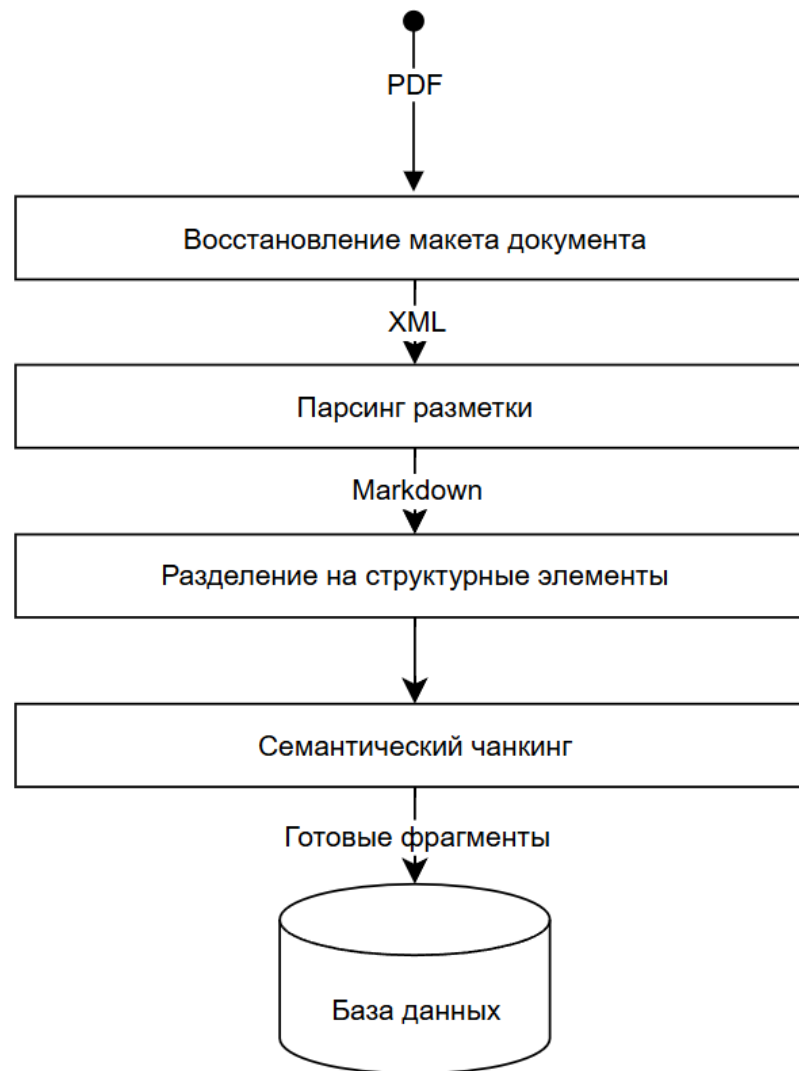 PDF
Восстановление макета документа
XML
Парсинг разметки
Markdown
Разделение на структурные элементы
Семантический чанкинг
Готовые фрагменты
База данных